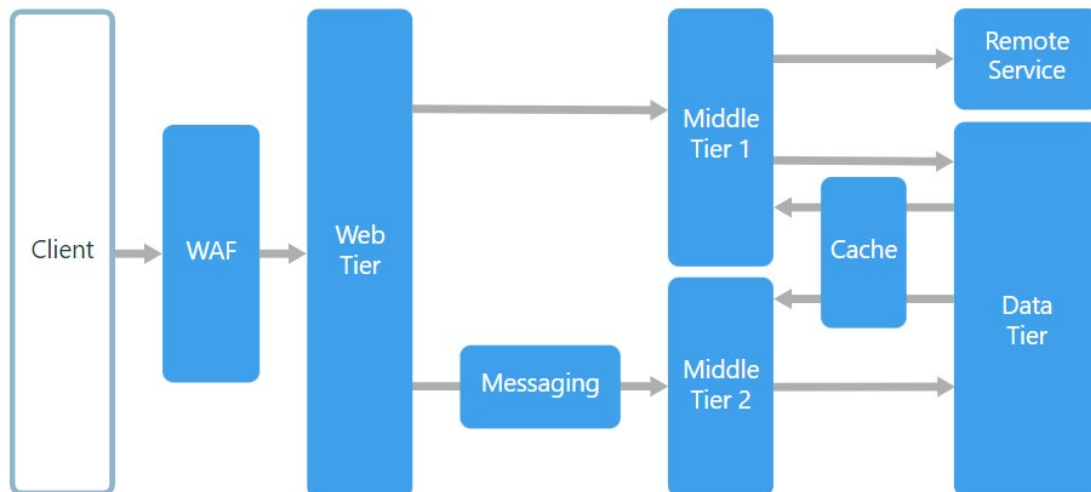 Client
WAF
Web
Tier
Messaging
Middle
Tier 1
Middle
Tier 2
Cache
Remote
Service
Data
Tier